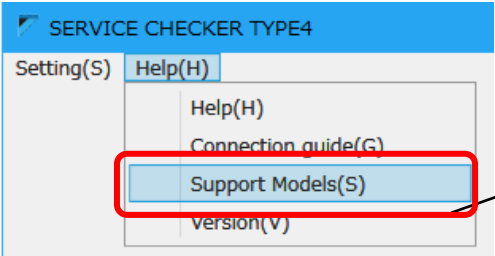 SERVICE CHECKER TYPE4
Setting(S) Help(H)
Help(H)
Connection guide(G)
Support Models(S)
Version(V)